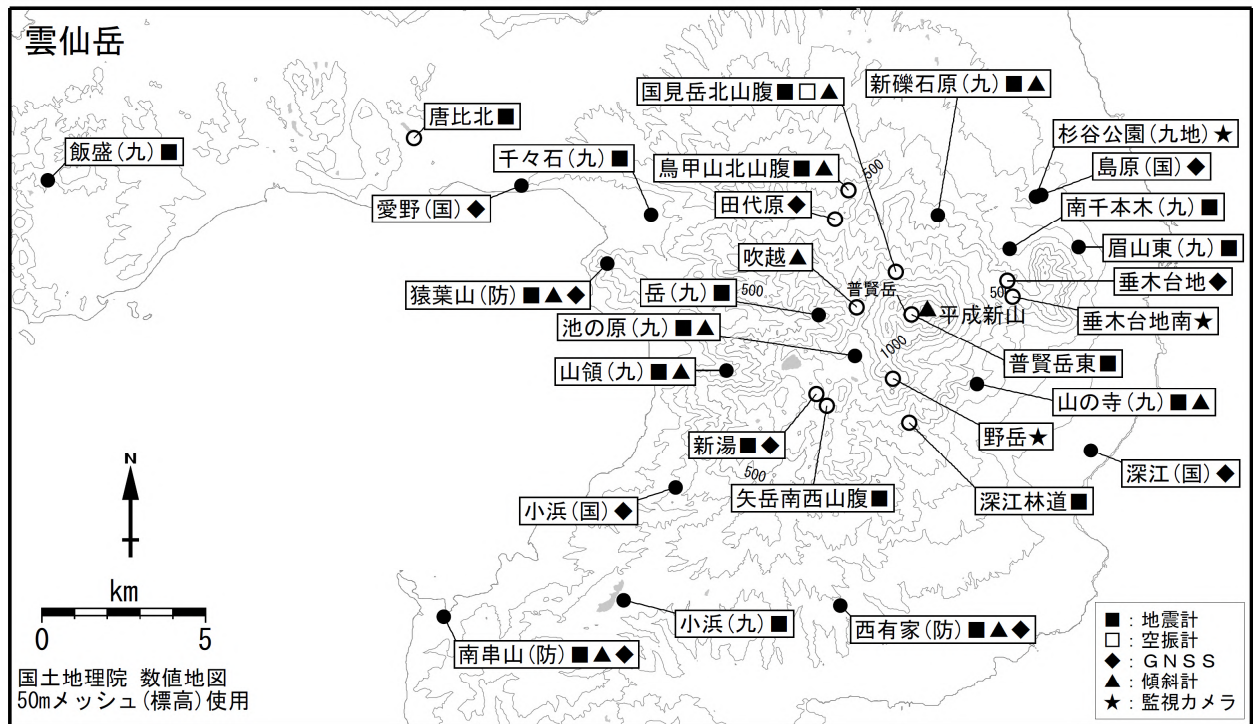 雲仙岳
国見岳北山腹■□▲
新礫石原(九)■▲
唐比北■
杉谷公園(九地)★
飯盛(九)■
千々石(九)■
鳥甲山北山腹■▲
500
島原(国)◆
愛野(国)◆
田代原◆
南千本木(九)■
吹越▲
眉山東(九)■
猿葉山(防)■▲◆
岳(九)■
500
普賢岳
500
垂木台地◆
平成新山
垂木台地南★
池の原(九)■▲
1000
普賢岳東■
山領(九)■▲
山の寺(九)■▲
新湯■◆
野岳★
500
深江(国)◆
小浜(国)◆
矢岳南西山腹■
深江林道■
N
km
0 5
小浜(九)■
西有家(防)■▲◆
南串山(防)■▲◆
国土地理院 数値地図
50mメッシュ(標高)使用
■:地震計
□:空振計
◆:GNSS
▲:傾斜計
★:監視カメラ